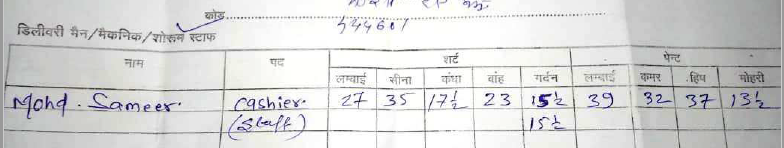 कोड
444601
डिलीवरी मैन/मैकनिक/शोरूम स्टाफ
नाम पद शर्ट पेन्ट
लम्बाई सीना कंधा बांह गर्दन लम्बाई कमर हिप मोहरी
Mohd. Sameer. Cashier. 27 35 17½ 23 15½ 39 32 37 13½
(Staff) 15½